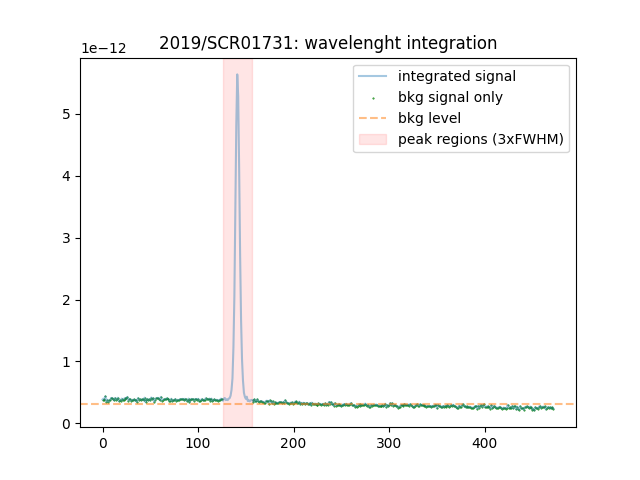 2019/SCR01731: wavelenght integration
1e−12
integrated signal
bkg signal only
bkg level
peak regions (3xFWHM)
5
4
3
2
1
0
0 100 200 300 400